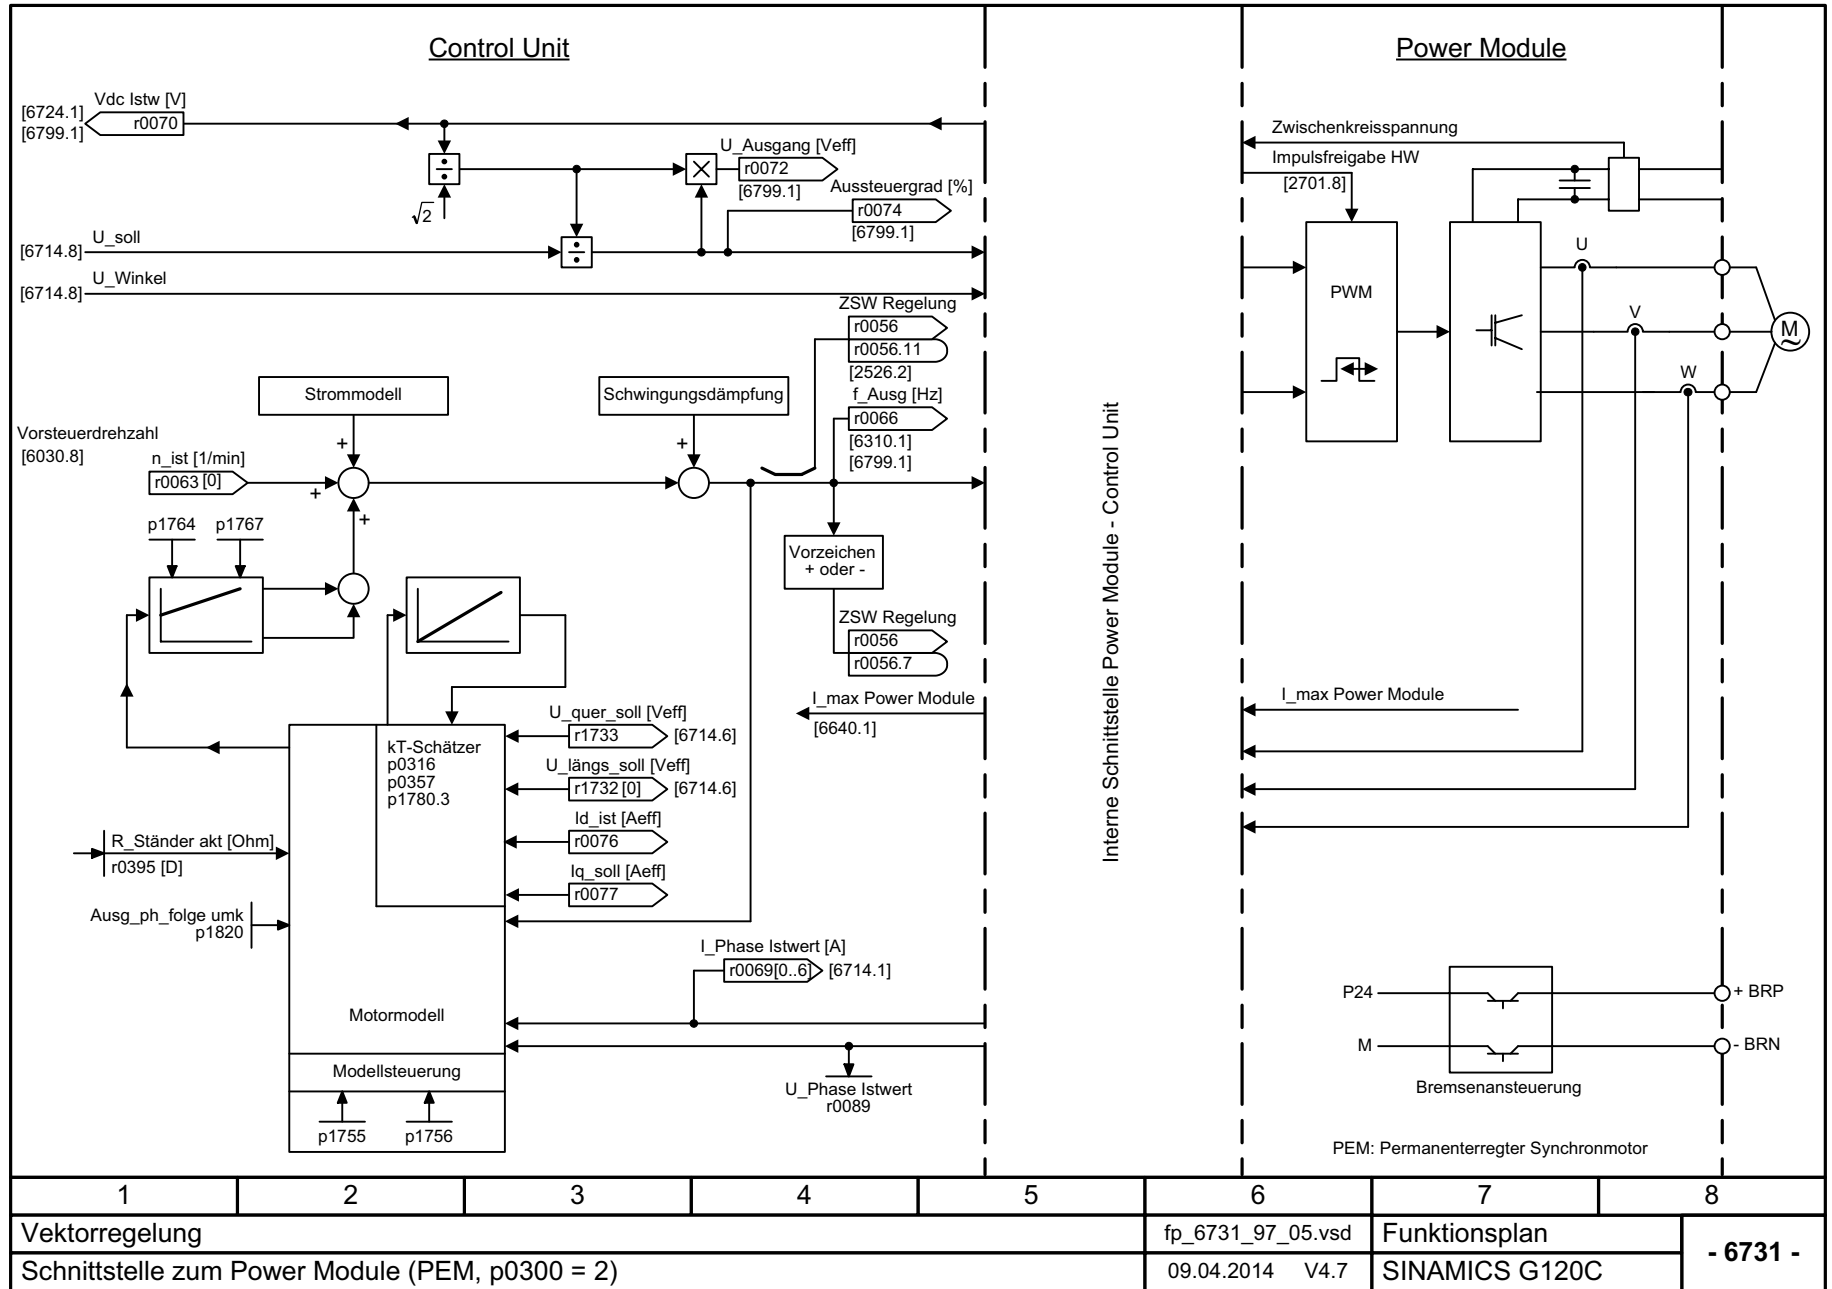 Control Unit
Power Module
Vdc Istw [V]
[6724.1]
[6799.1]
r0070
÷
√2
U_Ausgang [Veff]
r0072
[6799.1]
Aussteuergrad [%]
r0074
[6799.1]
U_soll
[6714.8]
÷
U_Winkel
[6714.8]
ZSW Regelung
r0056
r0056.11
[2526.2]
f_Ausg [Hz]
r0066
[6310.1]
[6799.1]
Strommodell
Schwingungsdämpfung
+
+
Vorsteuerdrehzahl
[6030.8]
n_ist [1/min]
r0063 [0]
+
+
p1764
p1767
Vorzeichen
+ oder -
ZSW Regelung
r0056
r0056.7
I_max Power Module
[6640.1]
U_quer_soll [Veff]
r1733
[6714.6]
U_längs_soll [Veff]
r1732 [0]
[6714.6]
Id_ist [Aeff]
r0076
Iq_soll [Aeff]
r0077
kT-Schätzer
p0316
p0357
p1780.3
R_Ständer akt [Ohm]
r0395 [D]
Ausg_ph_folge umk
p1820
I_Phase Istwert [A]
r0069[0..6]
[6714.1]
Motormodell
Modellsteuerung
p1755
p1756
U_Phase Istwert
r0089
Interne Schnittstelle Power Module - Control Unit
Zwischenkreisspannung
Impulsfreigabe HW
[2701.8]
PWM
U
V
W
M
~
I_max Power Module
P24
M
+ BRP
- BRN
Bremsenansteuerung
PEM: Permanenterregter Synchronmotor
1 2 3 4 5 6 7 8
Vektorregelung
fp_6731_97_05.vsd
Funktionsplan
- 6731 -
Schnittstelle zum Power Module (PEM, p0300 = 2)
09.04.2014 V4.7
SINAMICS G120C